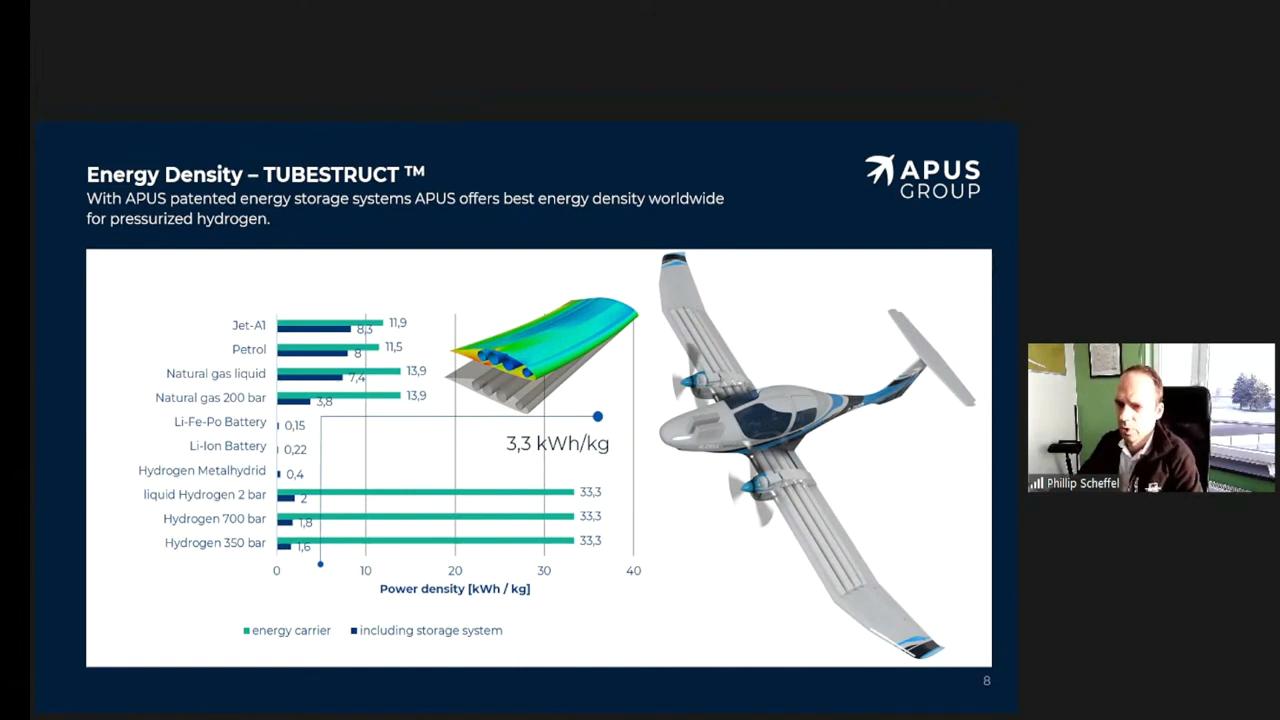 Energy Density – TUBESTRUCT ™
With APUS patented energy storage systems APUS offers best energy density worldwide
for pressurized hydrogen.
APUS
GROUP
Jet-A1 11,9 8,3
Petrol 11,5 8
Natural gas liquid 13,9 7,4
Natural gas 200 bar 13,9 3,8
Li-Fe-Po Battery 0,15
Li-Ion Battery 0,22
Hydrogen Metalhydrid 0,4
liquid Hydrogen 2 bar 33,3 2
Hydrogen 700 bar 33,3 1,8
Hydrogen 350 bar 33,3 1,6
3,3 kWh/kg
0 10 20 30 40
Power density [kWh / kg]
energy carrier including storage system
8
Phillip Scheffel